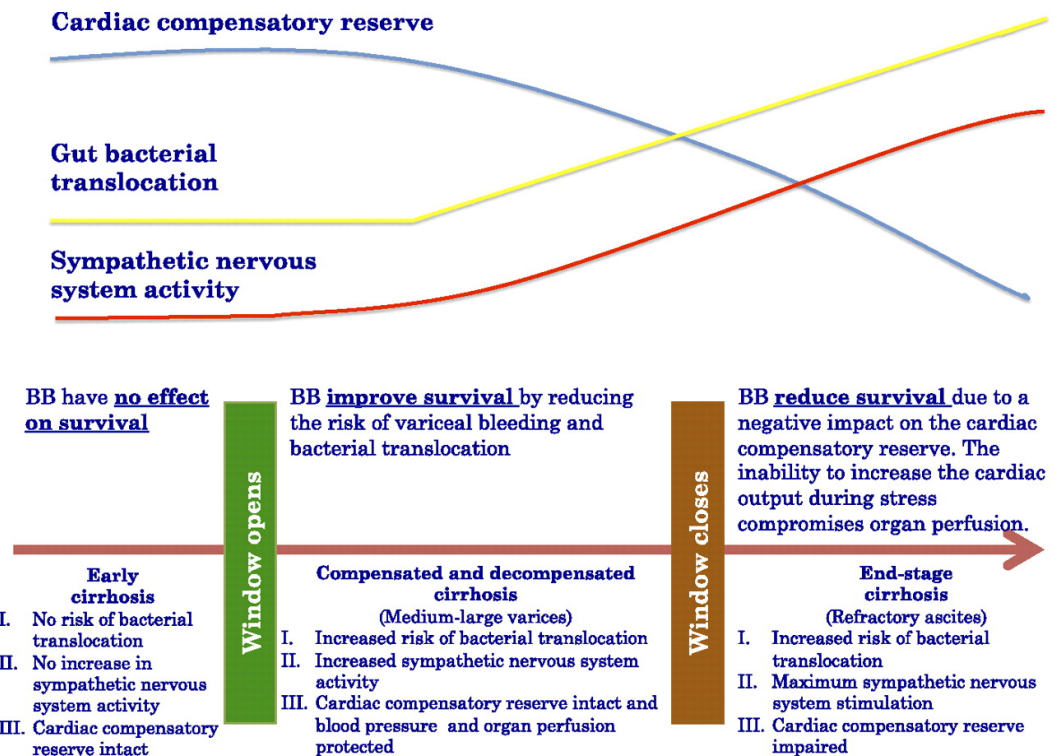 Cardiac compensatory reserve
Gut bacterial
translocation
Sympathetic nervous
system activity
BB have no effect
on survival
Window opens
BB improve survival by reducing
the risk of variceal bleeding and
bacterial translocation
Window closes
BB reduce survival due to a
negative impact on the cardiac
compensatory reserve. The
inability to increase the cardiac
output during stress
compromises organ perfusion.
Early
cirrhosis
I. No risk of bacterial
translocation
II. No increase in
sympathetic nervous
system activity
III. Cardiac compensatory
reserve intact
Compensated and decompensated
cirrhosis
(Medium-large varices)
I. Increased risk of bacterial translocation
II. Increased sympathetic nervous system
activity
III. Cardiac compensatory reserve intact and
blood pressure and organ perfusion
protected
End-stage
cirrhosis
(Refractory ascites)
I. Increased risk of bacterial
translocation
II. Maximum sympathetic nervous
system stimulation
III. Cardiac compensatory reserve
impaired